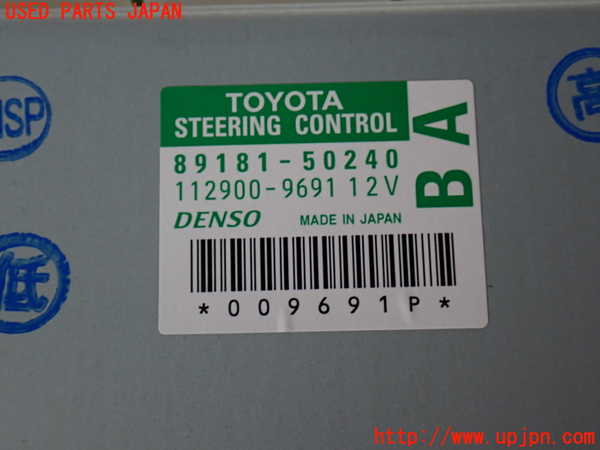 USED PARTS JAPAN
TOYOTA
STEERING CONTROL
89181-50240
112900-9691 12V
DENSO MADE IN JAPAN
*009691P*
BA
高
低
http://www.upjpn.com/